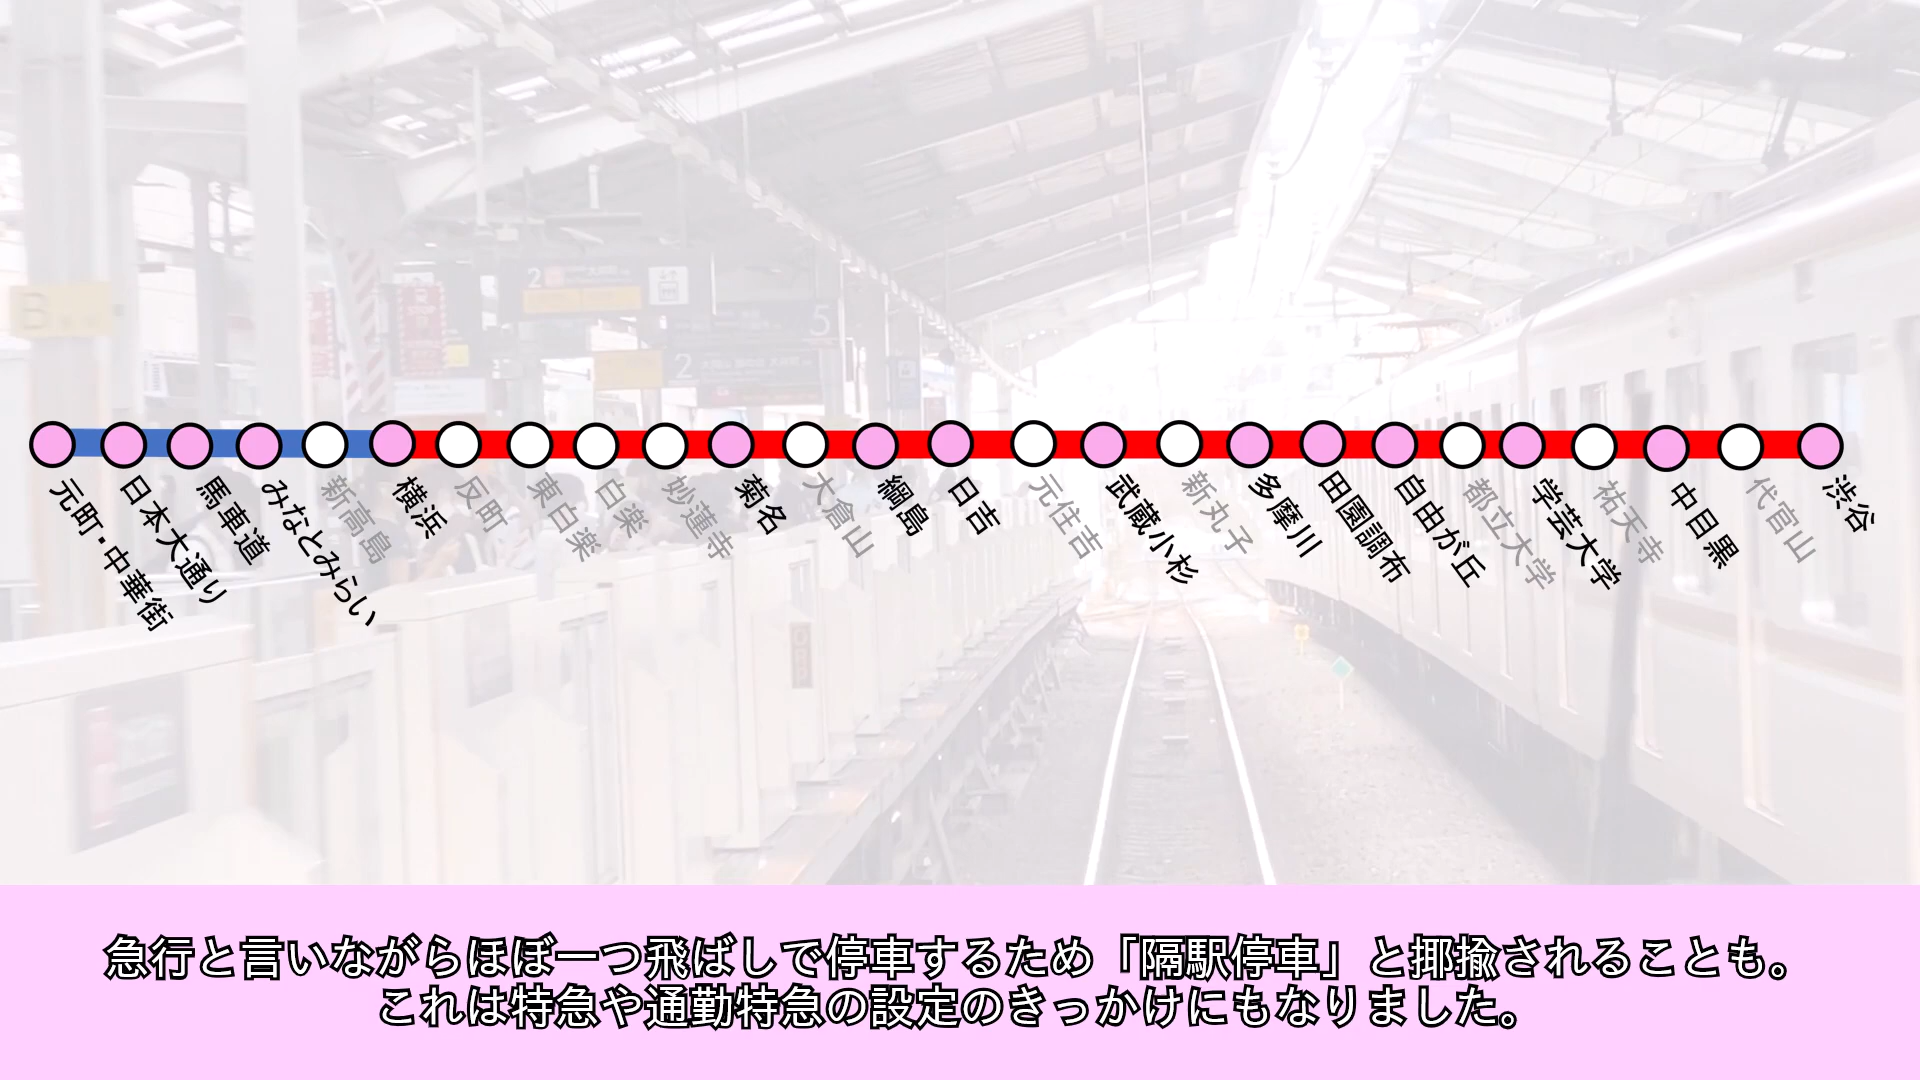 元町・中華街
日本大通り
馬車道
みなとみらい
新高島
横浜
反町
東白楽
白楽
妙蓮寺
菊名
大倉山
綱島
日吉
元住吉
武蔵小杉
新丸子
多摩川
田園調布
自由が丘
都立大学
学芸大学
祐天寺
中目黒
代官山
渋谷
B
2
5
2
STOP
急行と言いながらほぼ一つ飛ばしで停車するため「隔駅停車」と揶揄されることも。
これは特急や通勤特急の設定のきっかけにもなりました。